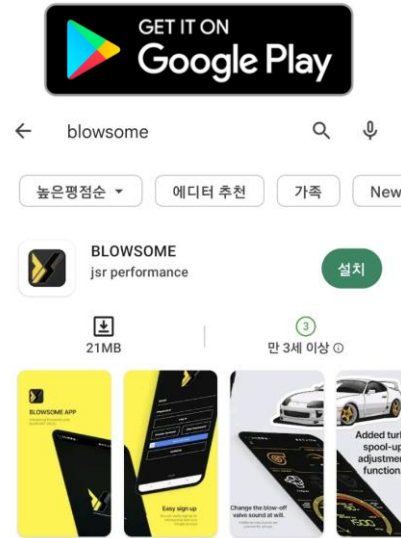 GET IT ON
Google Play
blowsome
높은평점순
에디터 추천
가족
New
BLOWSOME
jsr performance
설치
21MB
3
만 3세 이상
BLOWSOME APP
Easy sign up
Change the blow-off
valve sound at will.
Added turb
spool-up
adjustmen
function.